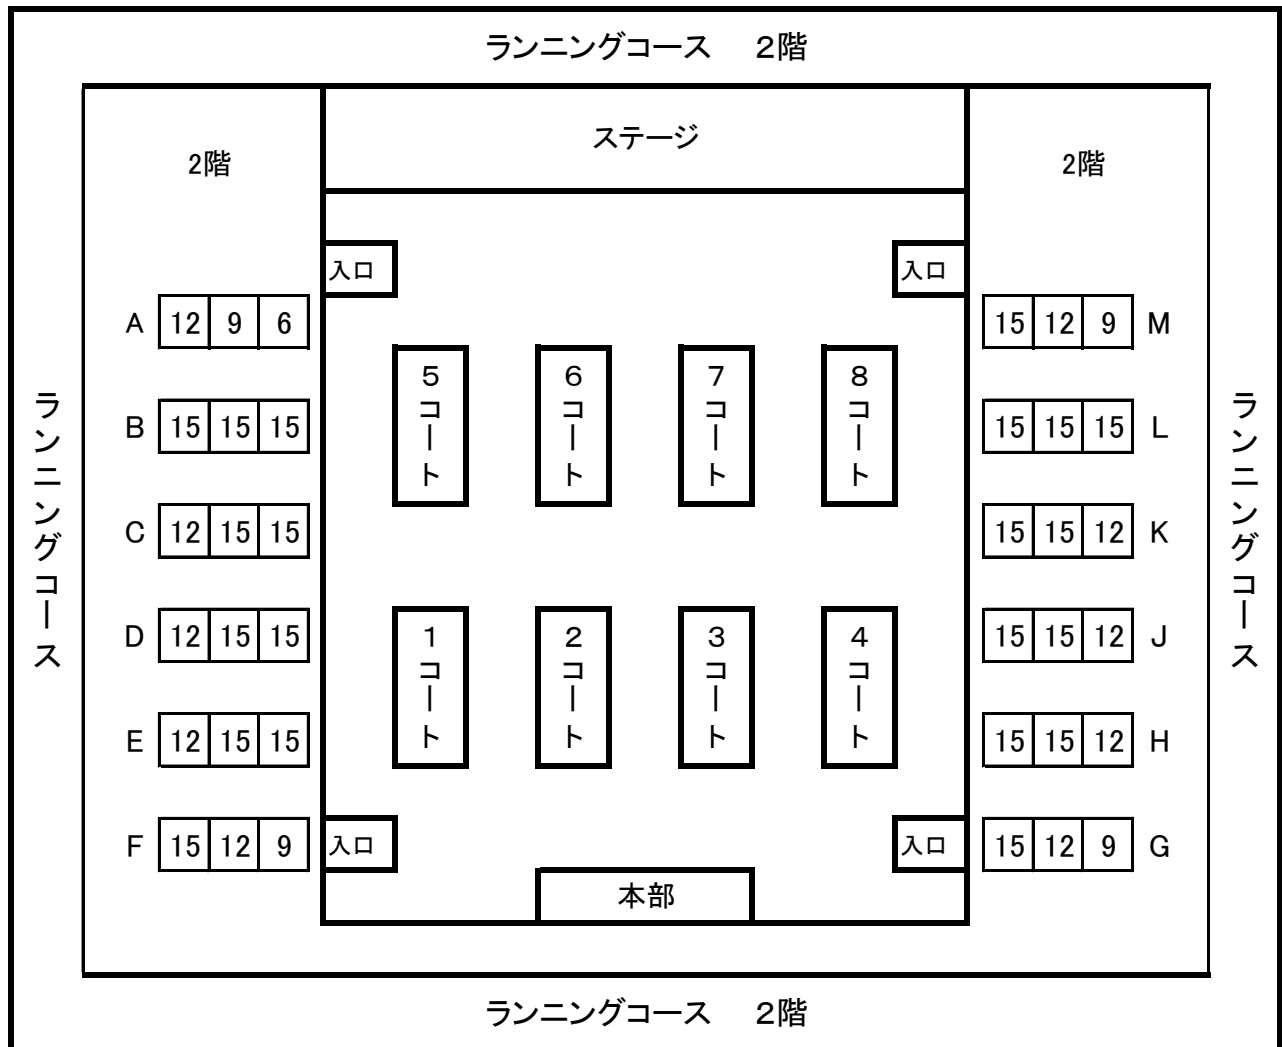 ランニングコース　２階
ステージ
2階
2階
入口
入口
A 12 9 6
15 12 9 M
5コート
6コート
7コート
8コート
B 15 15 15
15 15 15 L
ランニングコース
ランニングコース
C 12 15 15
15 15 12 K
D 12 15 15
15 15 12 J
1コート
2コート
3コート
4コート
E 12 15 15
15 15 12 H
F 15 12 9
入口
入口
15 12 9 G
本部
ランニングコース　２階